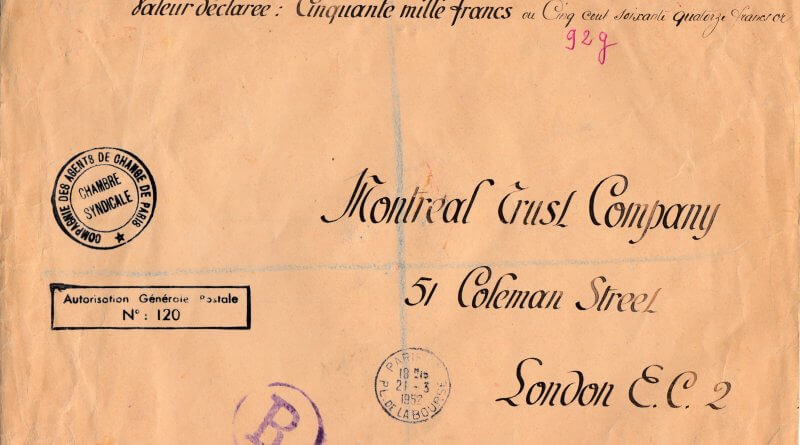 Valeur déclarée : Cinquante mille francs ou Cinq cent soixante quatorze francs or
92g
COMPAGNIE DES AGENTS DE CHANGE DE PARIS
CHAMBRE
SYNDICALE
Montreal Trust Company
51 Coleman Street
Autorisation Générale Postale
N° : 120
PARIS
18
21 - 3
1952
PL. DE LA BOURSE
London E.C. 2
R